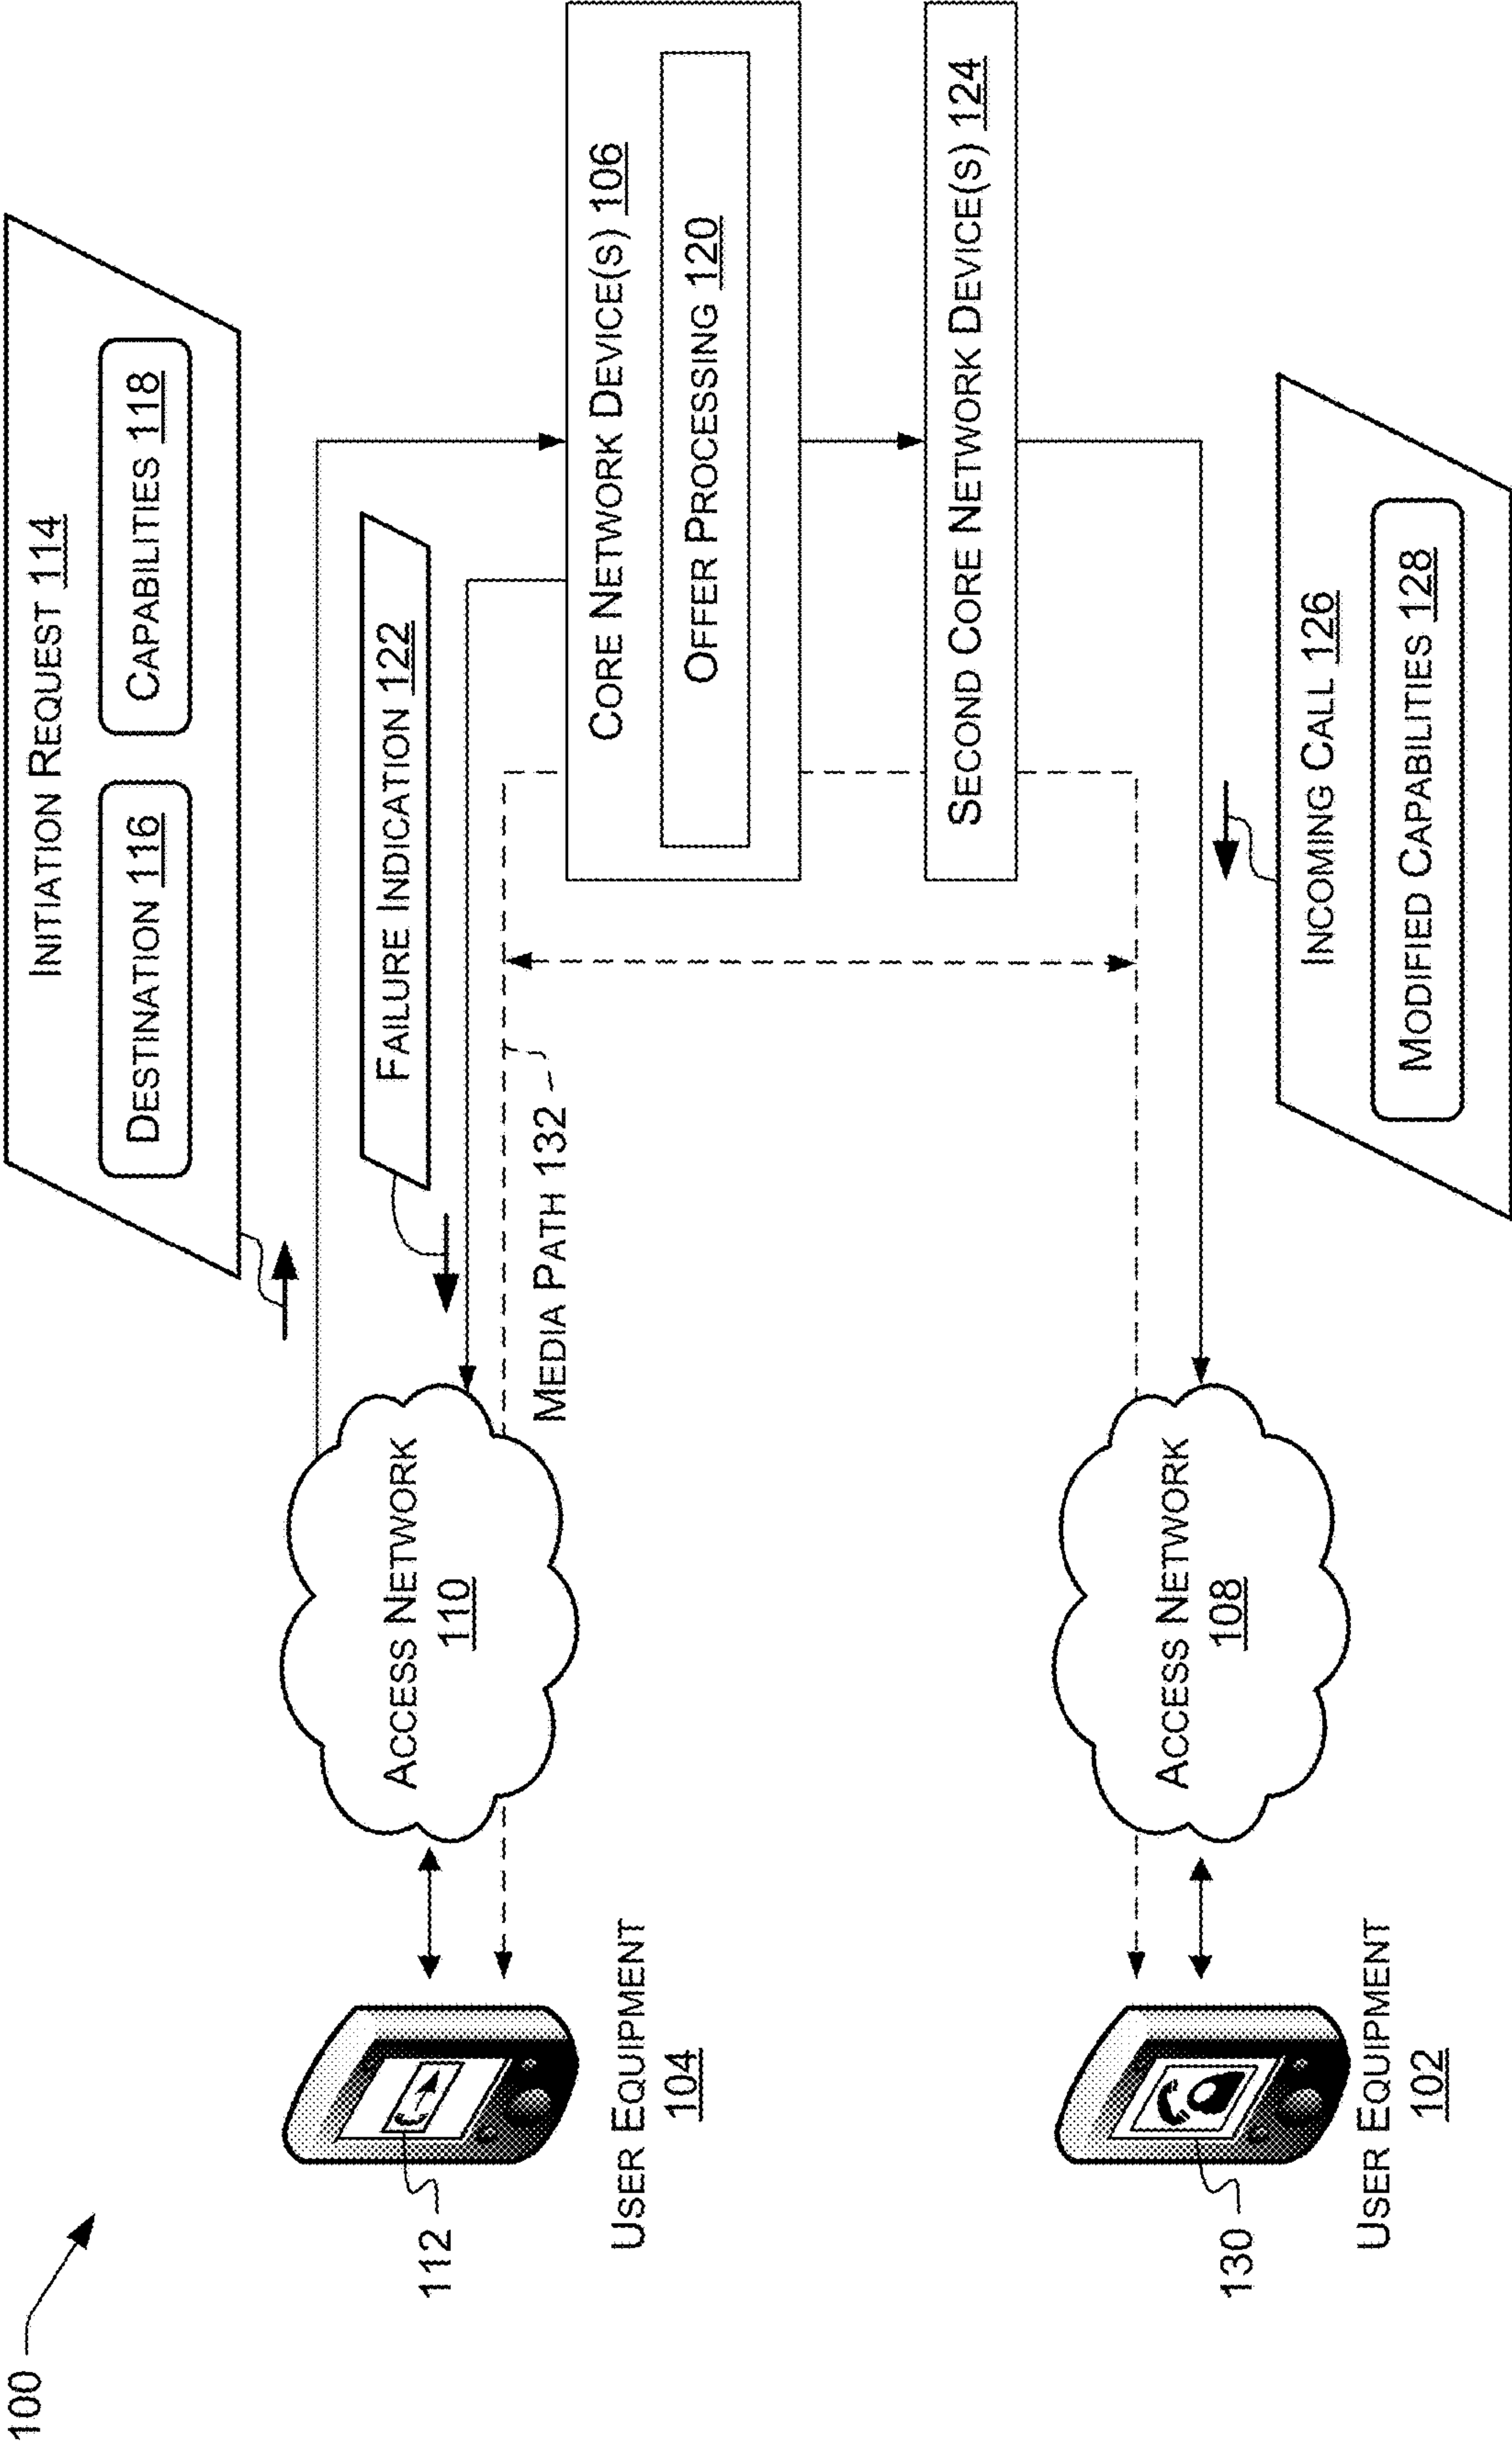 100
INITIATION REQUEST 114
DESTINATION 116
CAPABILITIES 118
FAILURE INDICATION 122
ACCESS NETWORK
110
112
MEDIA PATH 132
USER EQUIPMENT
104
CORE NETWORK DEVICE(S) 106
OFFER PROCESSING 120
SECOND CORE NETWORK DEVICE(S) 124
ACCESS NETWORK
108
130
USER EQUIPMENT
102
INCOMING CALL 126
MODIFIED CAPABILITIES 128